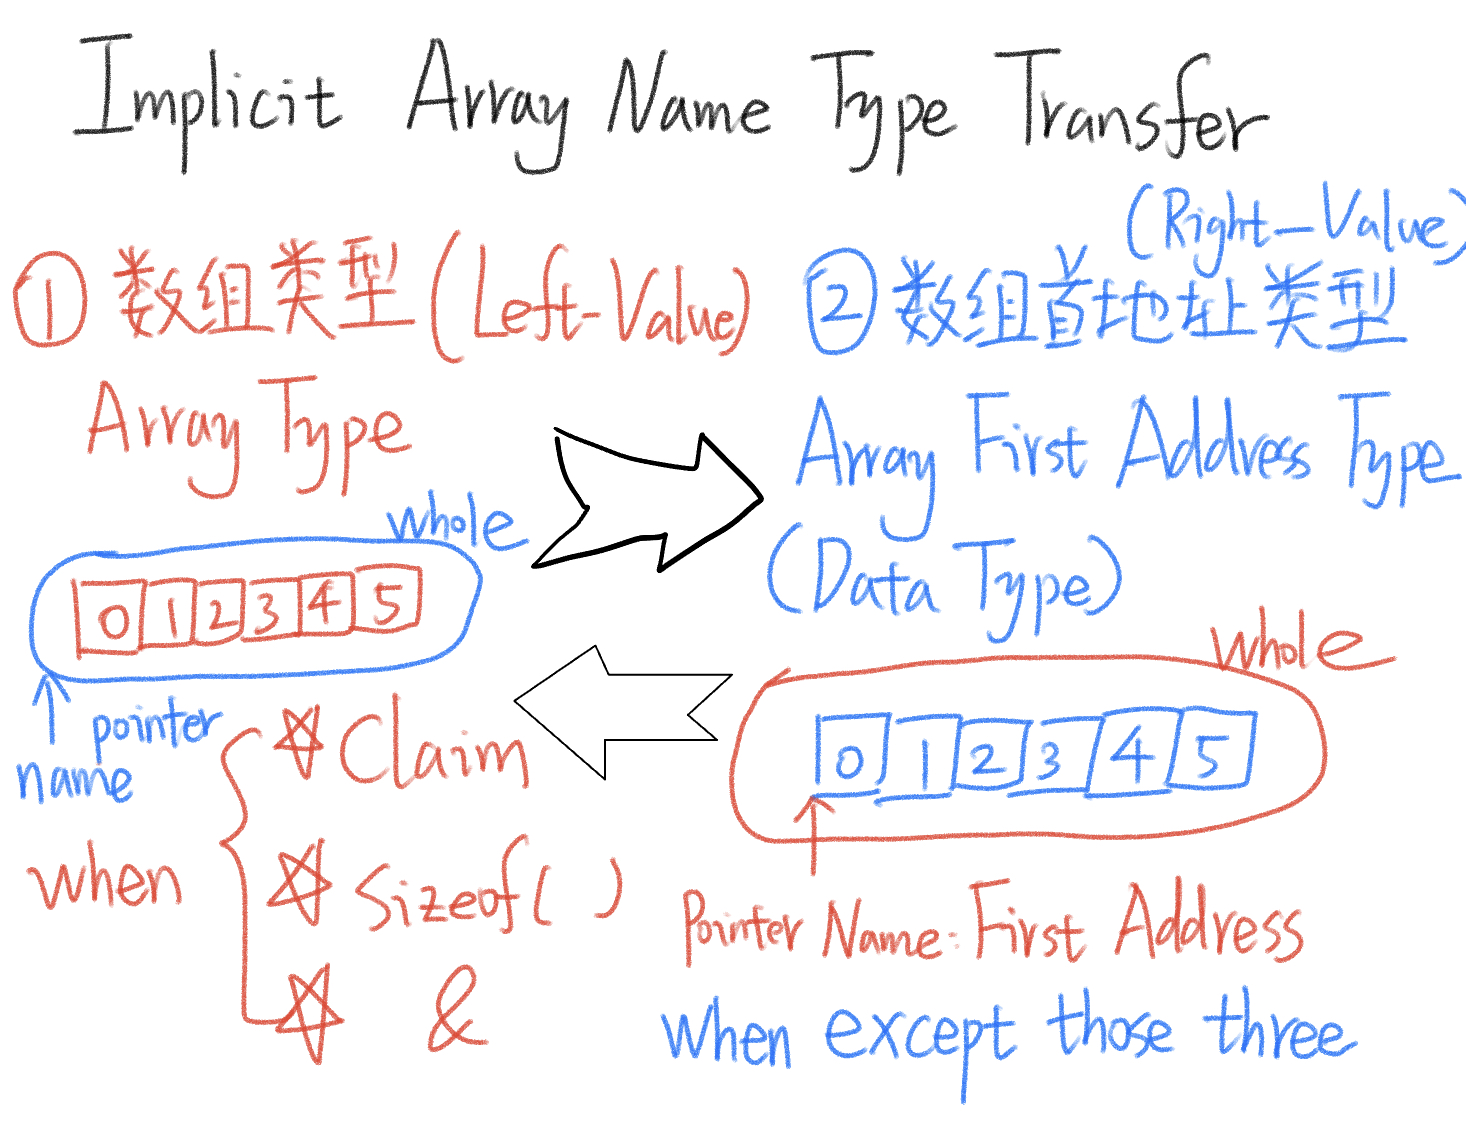 Implicit Array Name Type Transfer
① 数组类型 (Left-Value)
Array Type
whole
0 1 2 3 4 5
pointer
name
when
☆ Claim
☆ Sizeof( )
☆ &
(Right-Value)
② 数组首地址类型
Array First Address Type
(Data Type)
whole
0 1 2 3 4 5
Pointer Name: First Address
when except those three